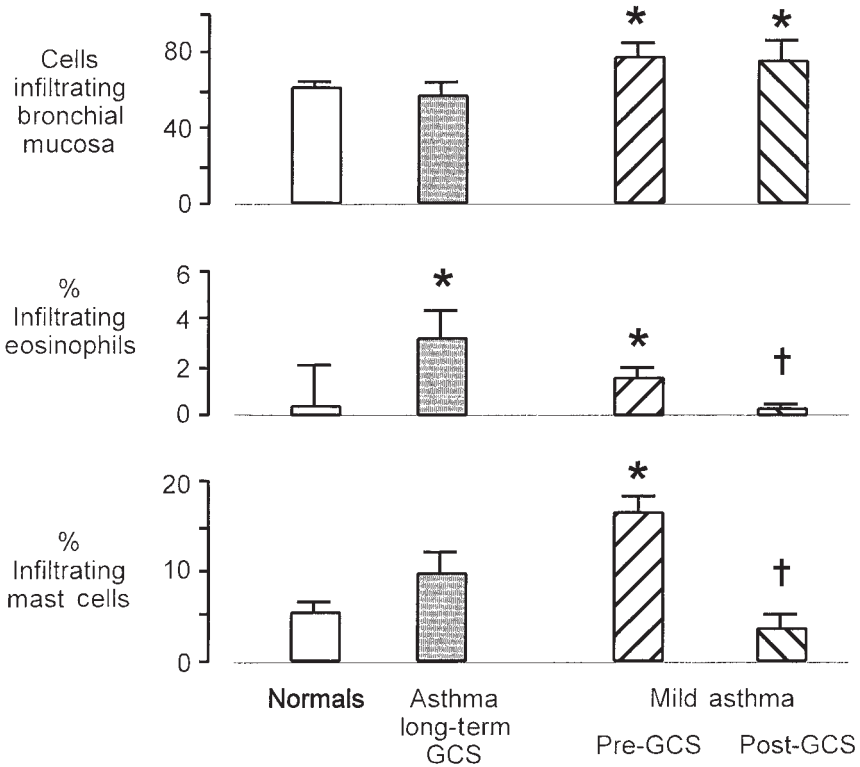 Cells
infiltrating
bronchial
mucosa
80
40
0
*
*
%
Infiltrating
eosinophils
6
4
2
0
*
*
†
%
Infiltrating
mast cells
20
10
0
*
†
Normals
Asthma
long-term
GCS
Mild asthma
Pre-GCS
Post-GCS